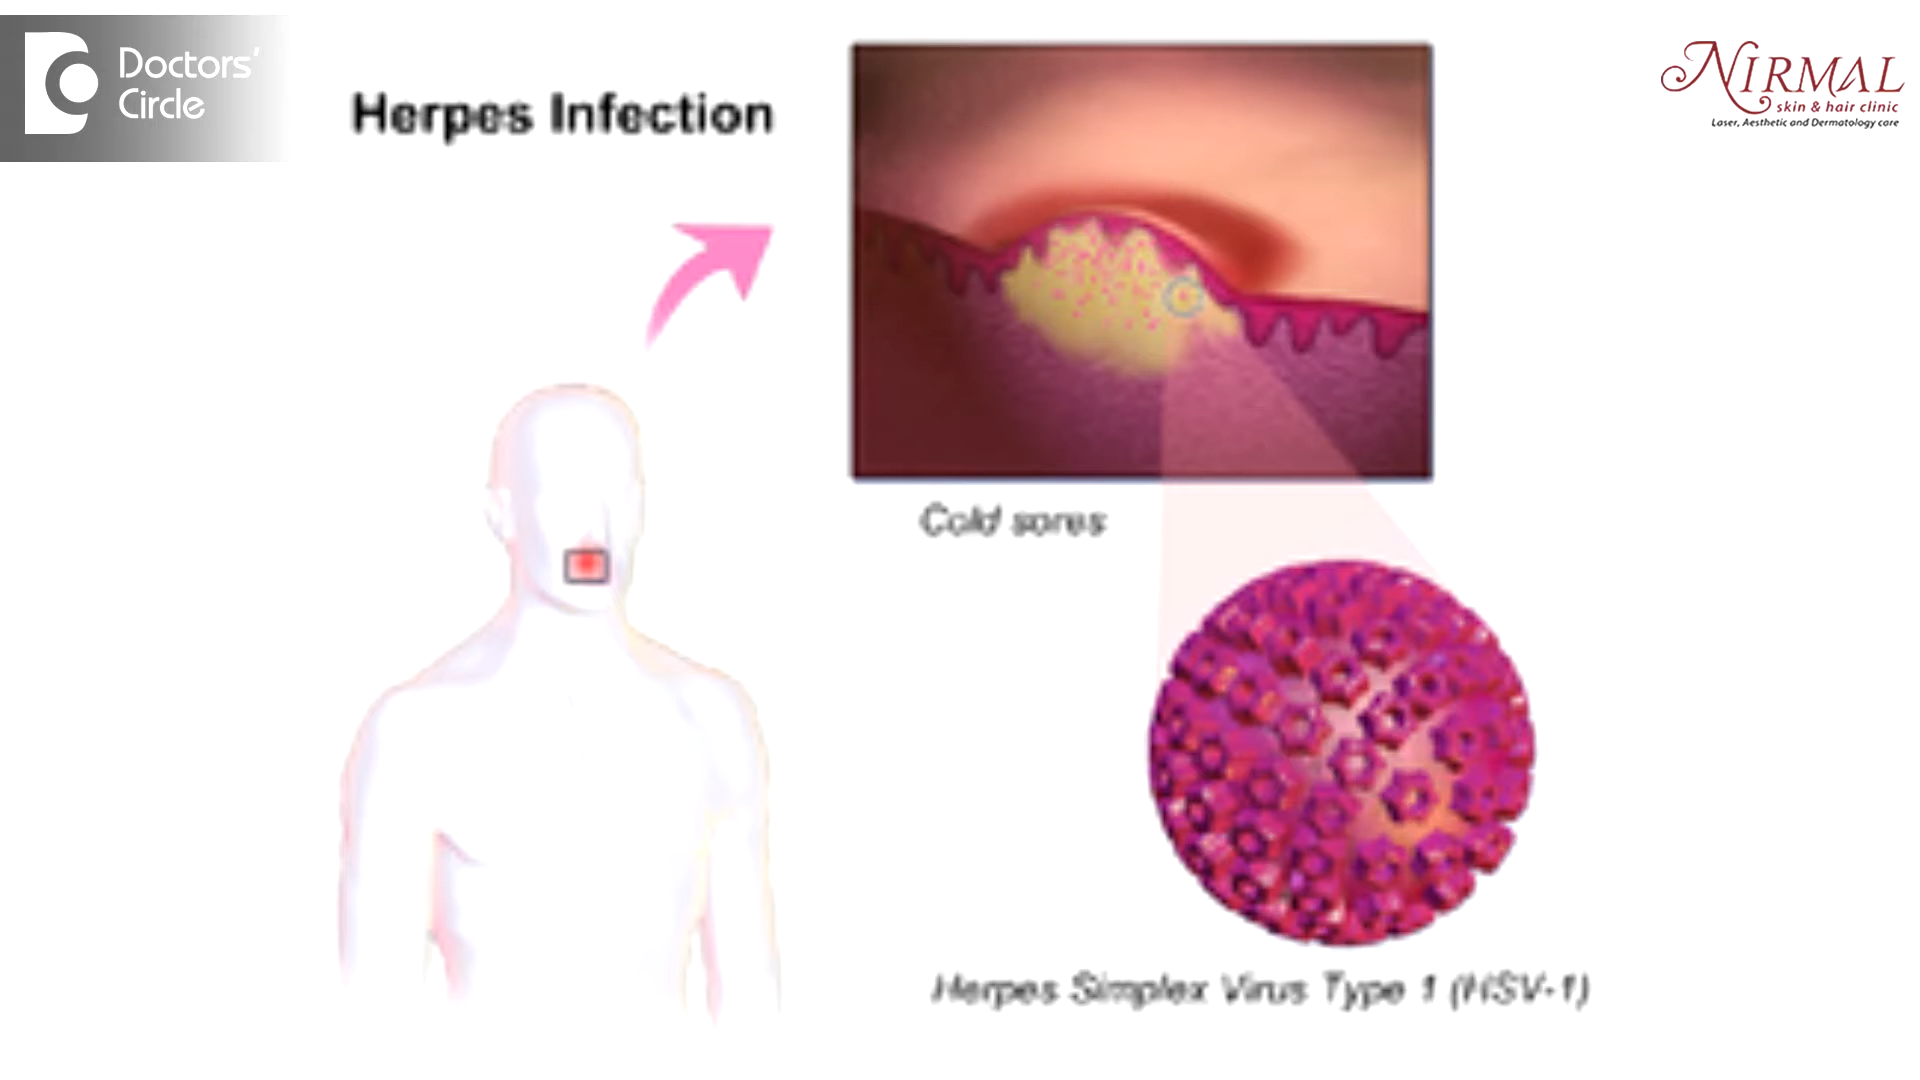 Doctors'
Circle
Herpes Infection
NIRMAL
skin & hair clinic
Laser, Aesthetic and Dermatology care
Cold sores
Herpes Simplex Virus Type 1 (HSV-1)